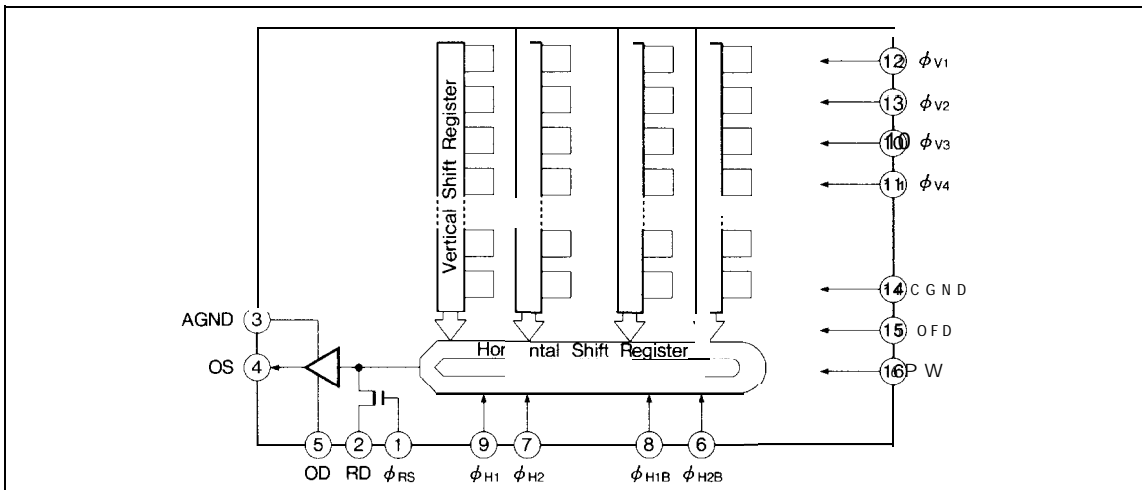 Vertical Shift Register
12 φV1
13 φV2
10 φV3
11 φV4
14 CGND
15 OFD
16 PW
AGND 3
OS 4
Hor ntal Shift Register
5 2 1 9 7 8 6
OD RD φRS φH1 φH2 φH1B φH2B